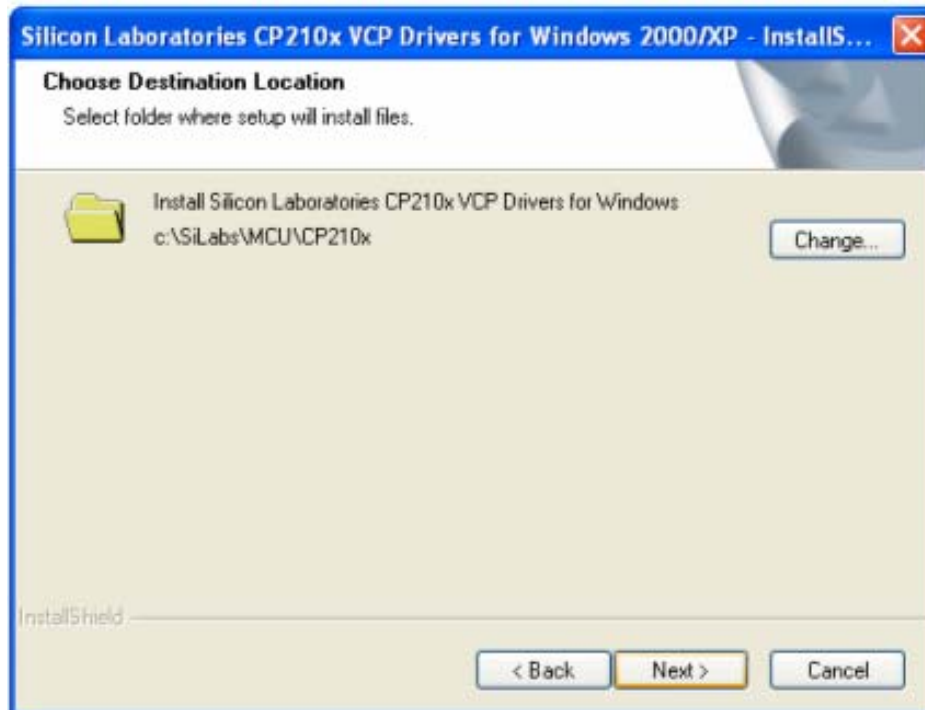 Silicon Laboratories CP210x VCP Drivers for Windows 2000/XP - InstallS...
Choose Destination Location
Select folder where setup will install files.
Install Silicon Laboratories CP210x VCP Drivers for Windows
c:\SiLabs\MCU\CP210x
Change...
InstallShield
< Back
Next >
Cancel